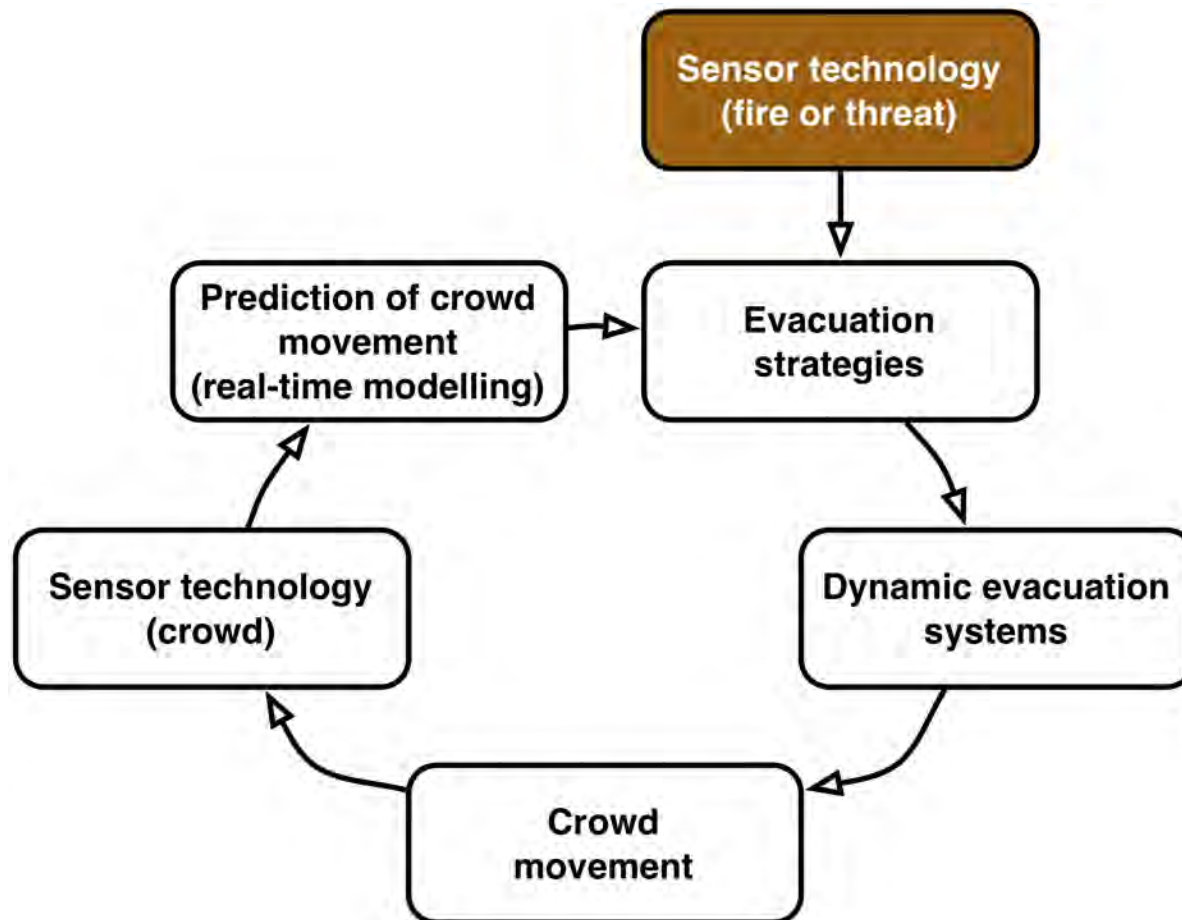 Sensor technology
(fire or threat)
Prediction of crowd
movement
(real-time modelling)
Evacuation
strategies
Sensor technology
(crowd)
Dynamic evacuation
systems
Crowd
movement